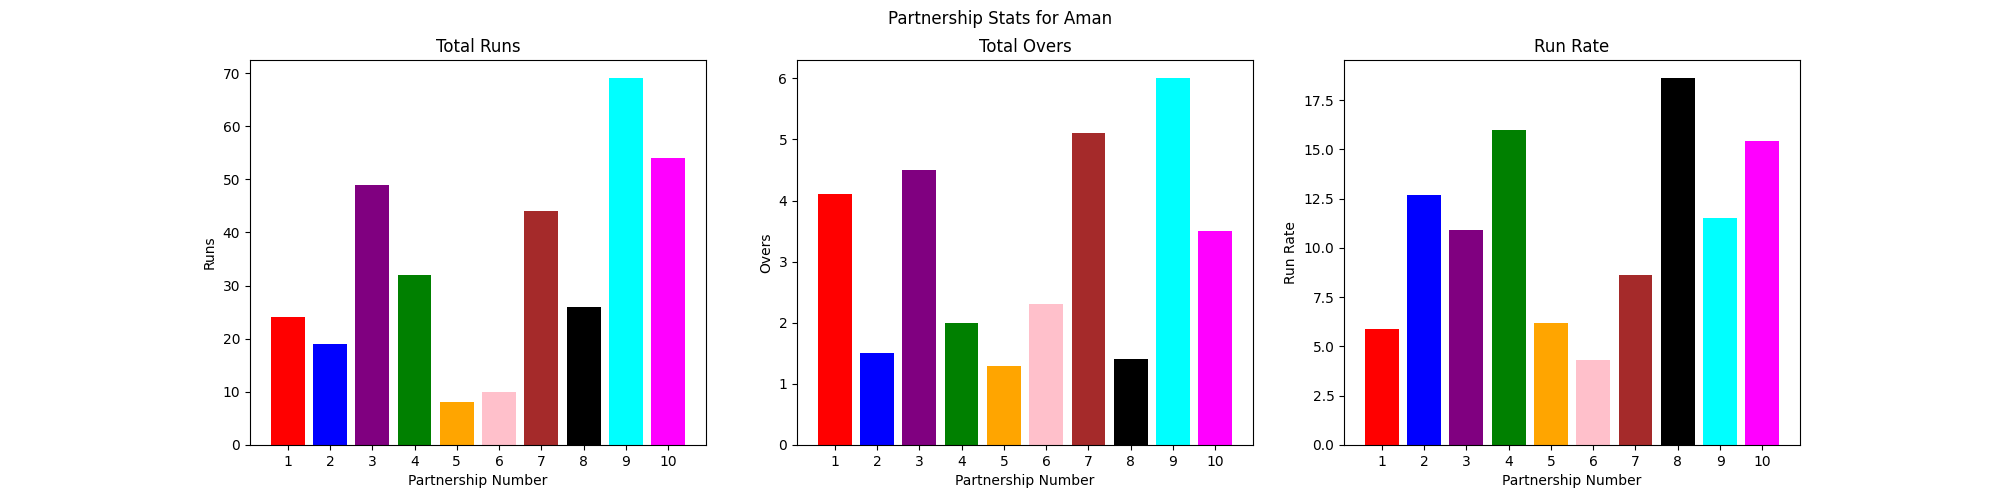 Partnership Stats for Aman
Total Runs
70
60
50
40
30
20
10
0
Runs
1 2 3 4 5 6 7 8 9 10
Partnership Number
Total Overs
6
5
4
3
2
1
0
Overs
1 2 3 4 5 6 7 8 9 10
Partnership Number
Run Rate
17.5
15.0
12.5
10.0
7.5
5.0
2.5
0.0
Run Rate
1 2 3 4 5 6 7 8 9 10
Partnership Number